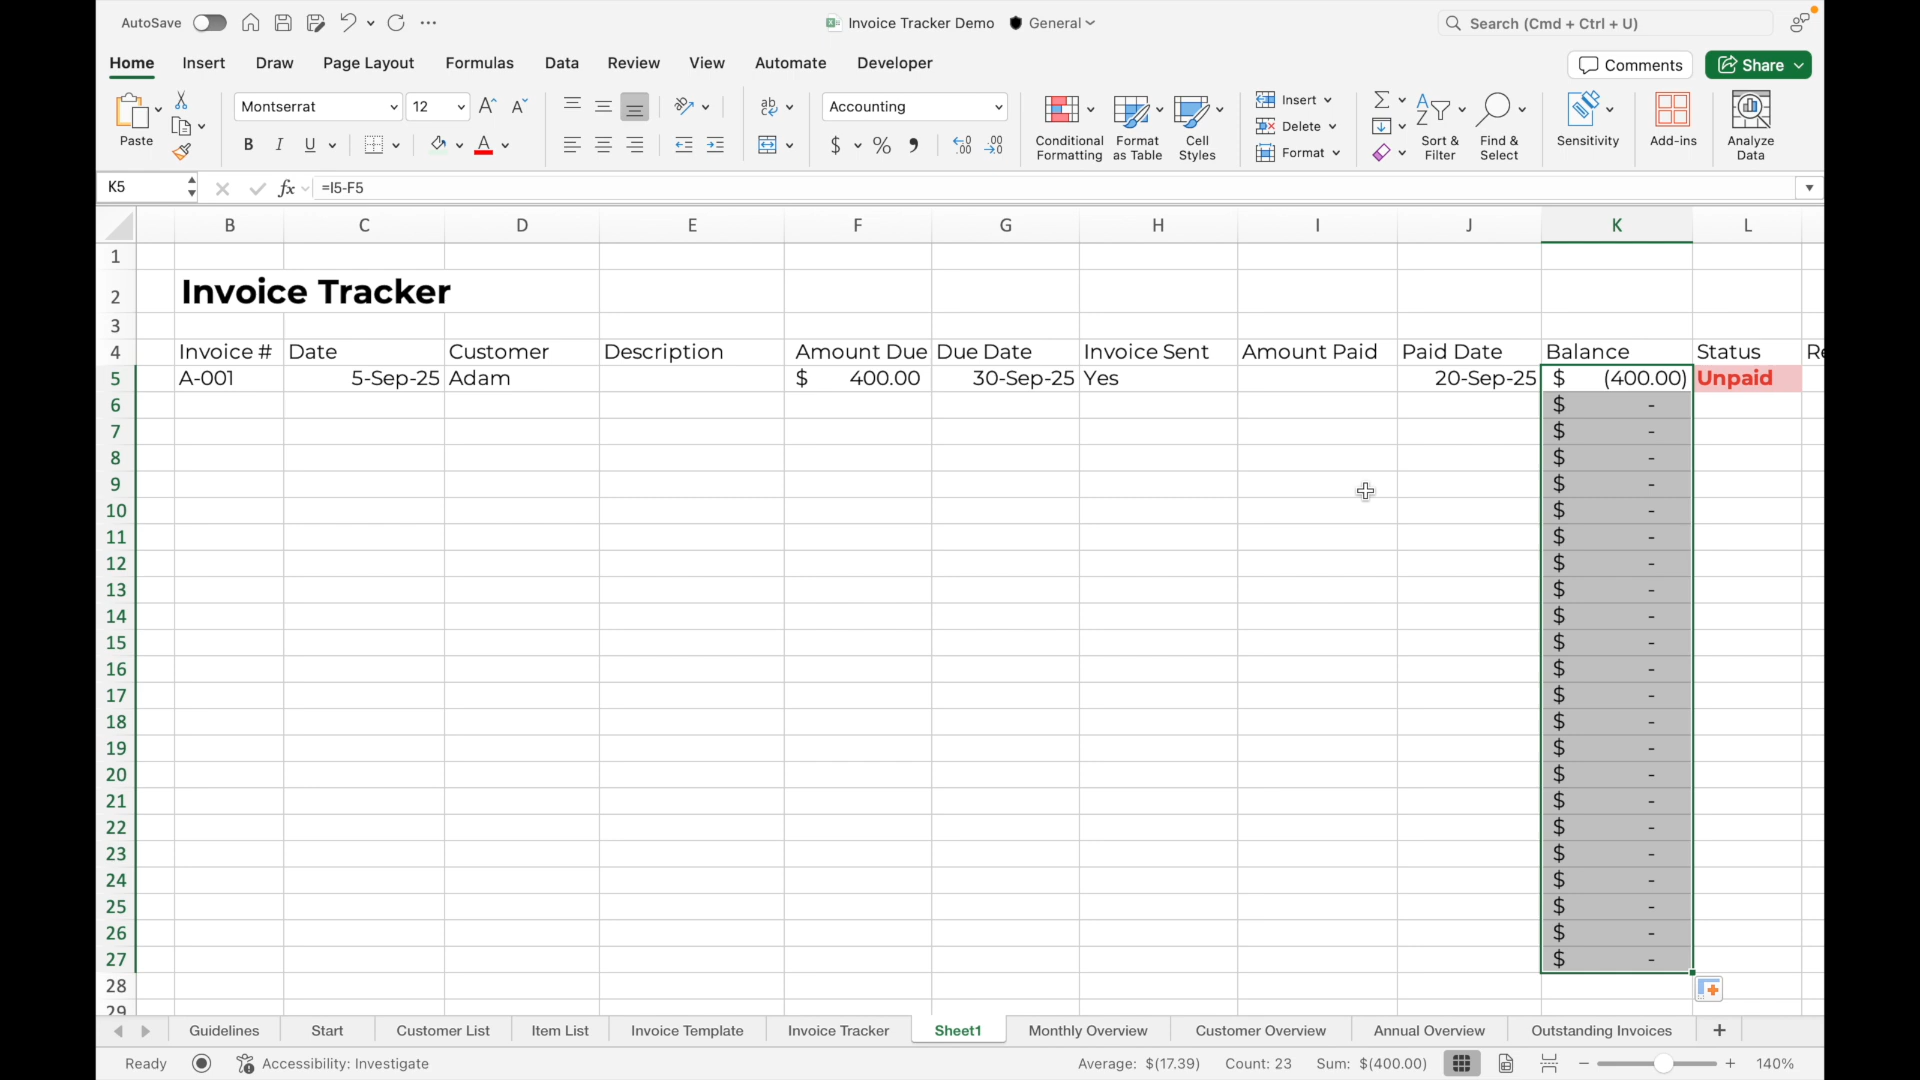 AutoSave Invoice Tracker Demo General Search (Cmd + Ctrl + U)
Home Insert Draw Page Layout Formulas Data Review View Automate Developer Comments Share
Paste Montserrat 12 Accounting Conditional Formatting Format as Table Cell Styles Insert Delete Format Sort & Filter Find & Select Sensitivity Add-ins Analyze Data
K5 fx =I5-F5
B C D E F G H I J K L
1
2 Invoice Tracker
3
4 Invoice # Date Customer Description Amount Due Due Date Invoice Sent Amount Paid Paid Date Balance Status Re
5 A-001 5-Sep-25 Adam $ 400.00 30-Sep-25 Yes 20-Sep-25 $ (400.00) Unpaid
6 $ -
7 $ -
8 $ -
9 $ -
10 $ -
11 $ -
12 $ -
13 $ -
14 $ -
15 $ -
16 $ -
17 $ -
18 $ -
19 $ -
20 $ -
21 $ -
22 $ -
23 $ -
24 $ -
25 $ -
26 $ -
27 $ -
28
29
Guidelines Start Customer List Item List Invoice Template Invoice Tracker Sheet1 Monthly Overview Customer Overview Annual Overview Outstanding Invoices +
Ready Accessibility: Investigate Average: $(17.39) Count: 23 Sum: $(400.00) − + 140%